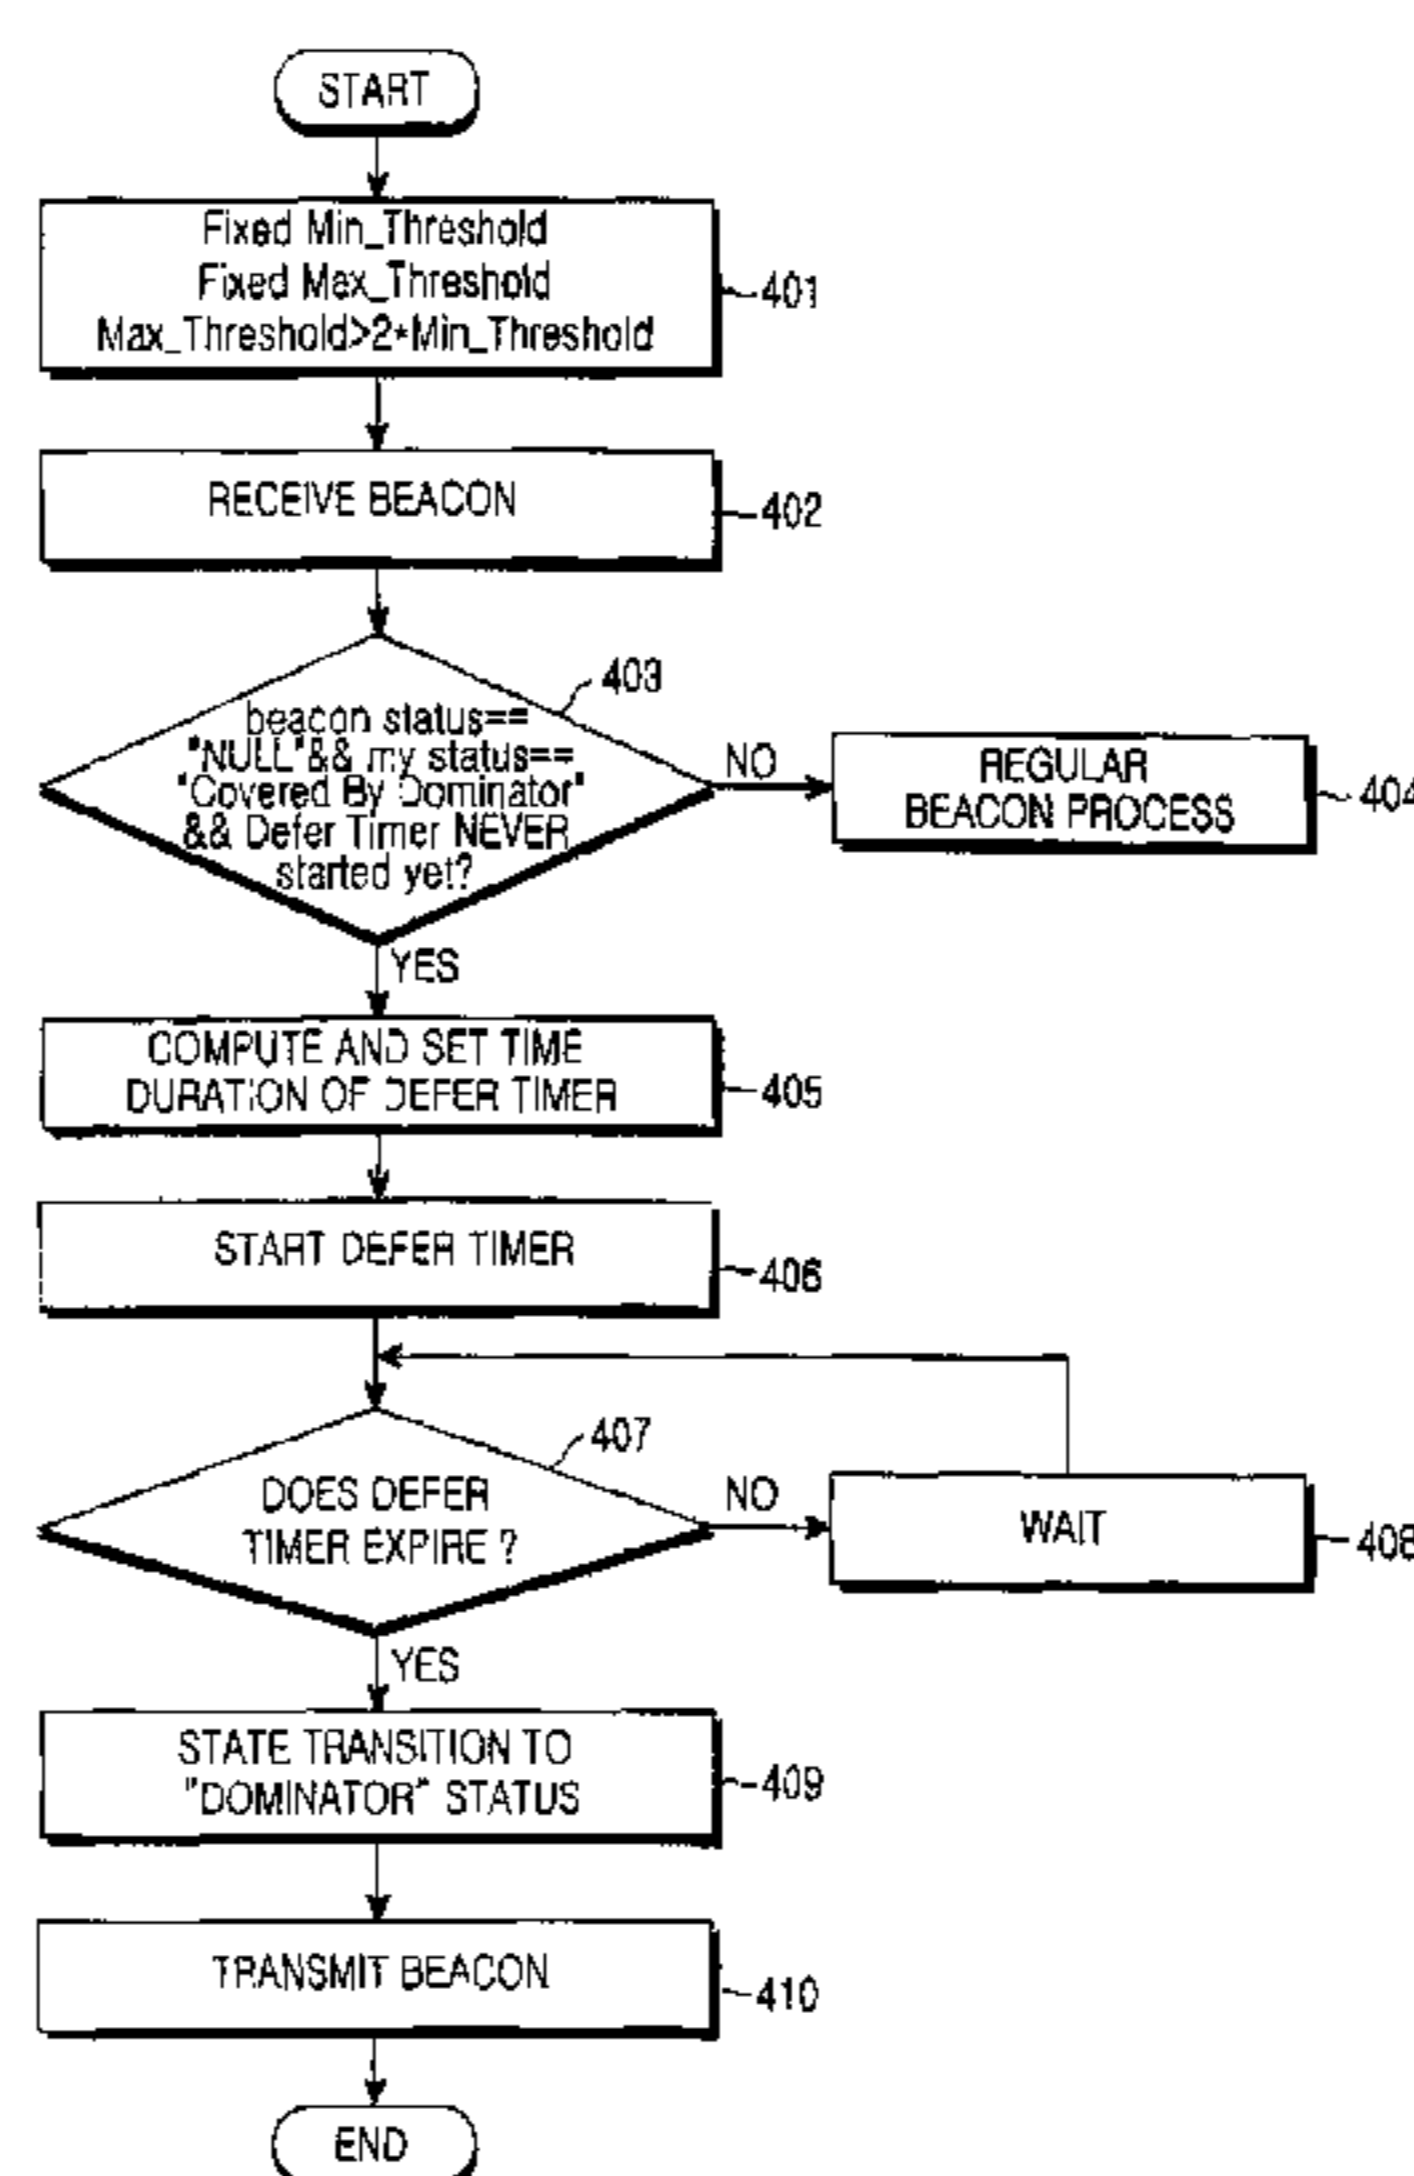 START
Fixed Min_Threshold
Fixed Max_Threshold
Max_Threshold>2*Min_Threshold
401
RECEIVE BEACON
402
403
beacon status==
"NULL"&& my status==
"Covered By Dominator"
&& Defer Timer NEVER
started yet?
NO
REGULAR
BEACON PROCESS
404
YES
COMPUTE AND SET TIME
DURATION OF DEFER TIMER
405
START DEFER TIMER
406
407
DOES DEFER
TIMER EXPIRE ?
NO
WAIT
408
YES
STATE TRANSITION TO
"DOMINATOR" STATUS
409
TRANSMIT BEACON
410
END